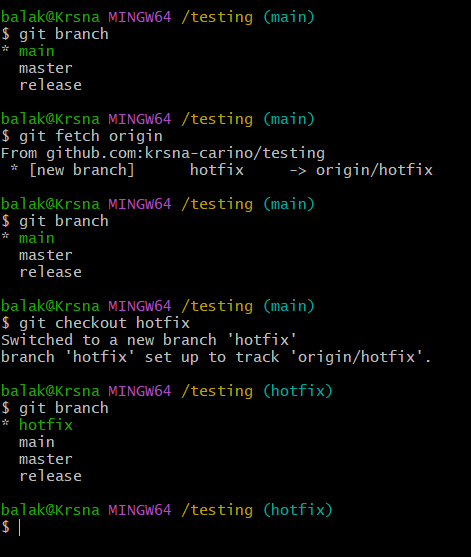 balak@Krsna MINGW64 /testing (main)
$ git branch
* main
  master
  release
balak@Krsna MINGW64 /testing (main)
$ git fetch origin
From github.com:krsna-carino/testing
 * [new branch]      hotfix     -> origin/hotfix
balak@Krsna MINGW64 /testing (main)
$ git branch
* main
  master
  release
balak@Krsna MINGW64 /testing (main)
$ git checkout hotfix
Switched to a new branch 'hotfix'
branch 'hotfix' set up to track 'origin/hotfix'.
balak@Krsna MINGW64 /testing (hotfix)
$ git branch
* hotfix
  main
  master
  release
balak@Krsna MINGW64 /testing (hotfix)
$